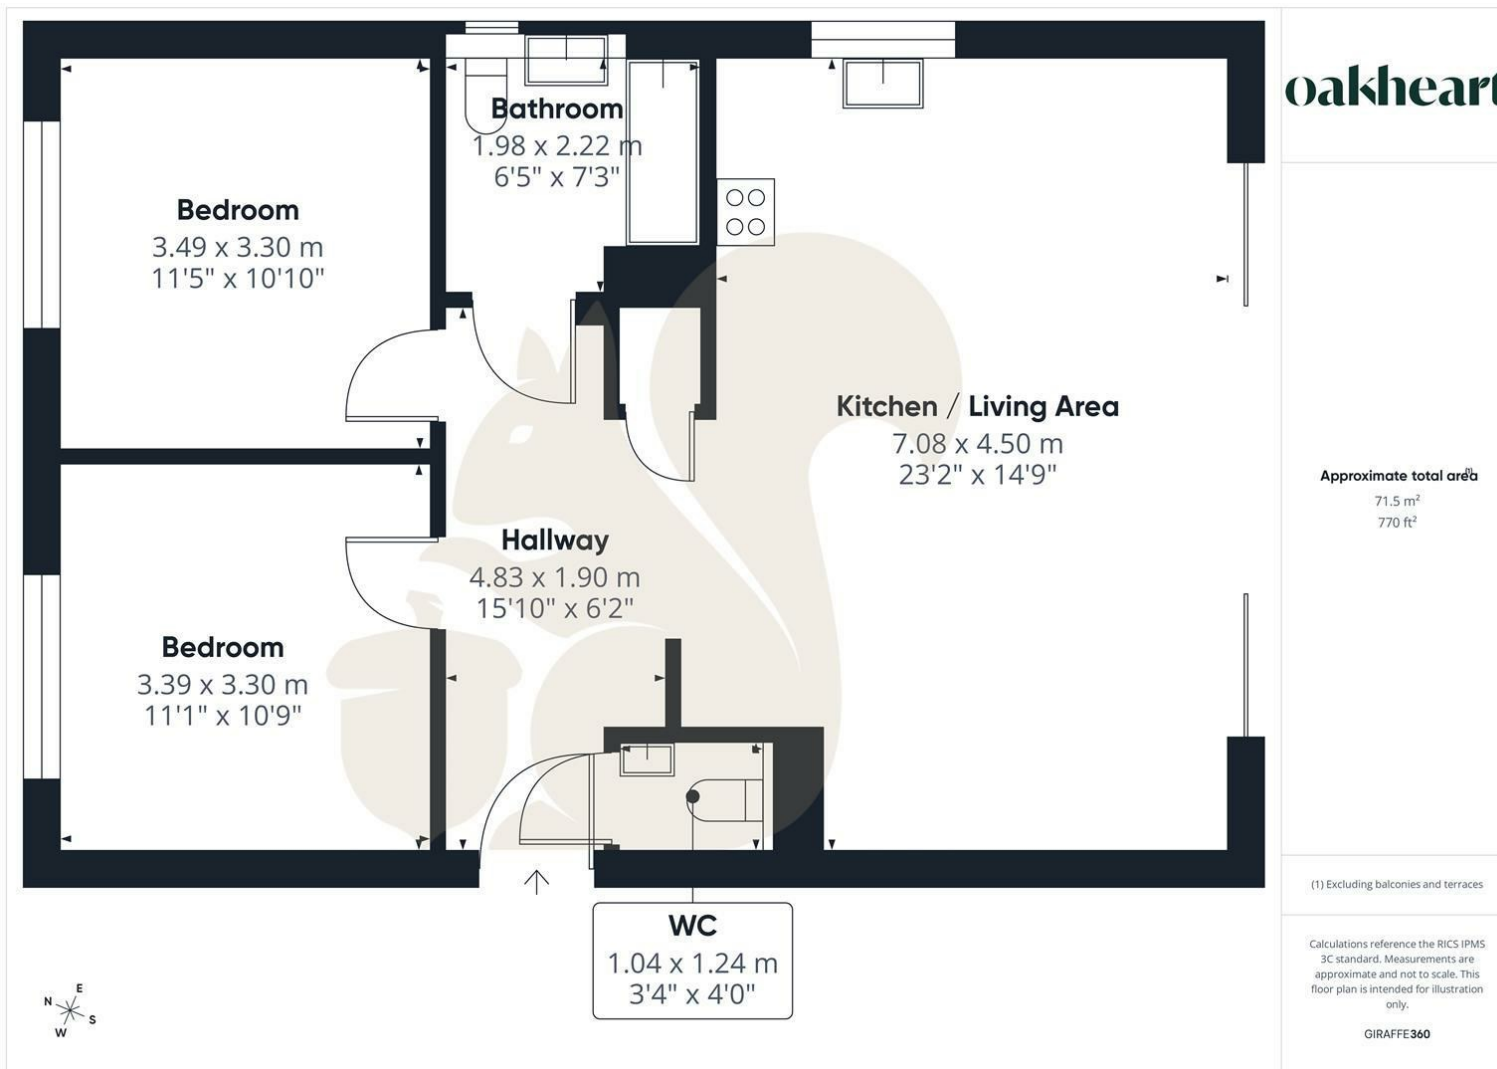 Bathroom
1.98 x 2.22 m
6'5" x 7'3"
Bedroom
3.49 x 3.30 m
11'5" x 10'10"
Kitchen / Living Area
7.08 x 4.50 m
23'2" x 14'9"
Hallway
4.83 x 1.90 m
15'10" x 6'2"
Bedroom
3.39 x 3.30 m
11'1" x 10'9"
WC
1.04 x 1.24 m
3'4" x 4'0"
N
E
S
W
oakheart
Approximate total area(1)
71.5 m²
770 ft²
(1) Excluding balconies and terraces
Calculations reference the RICS IPMS
3C standard. Measurements are
approximate and not to scale. This
floor plan is intended for illustration
only.
GIRAFFE360